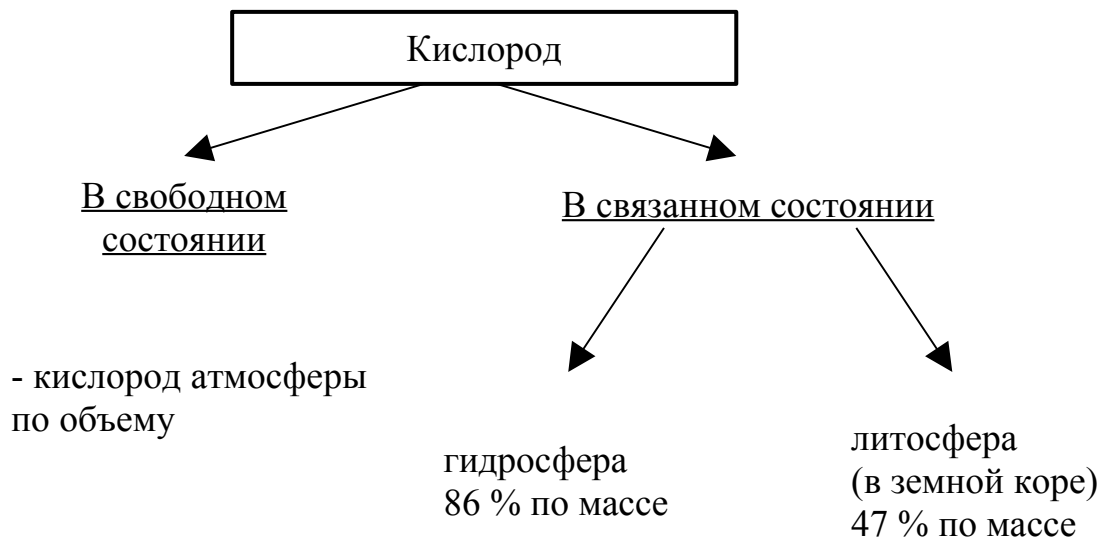 Кислород
В свободном
состоянии
В связанном состоянии
- кислород атмосферы
по объему
гидросфера
86 % по массе
литосфера
(в земной коре)
47 % по массе